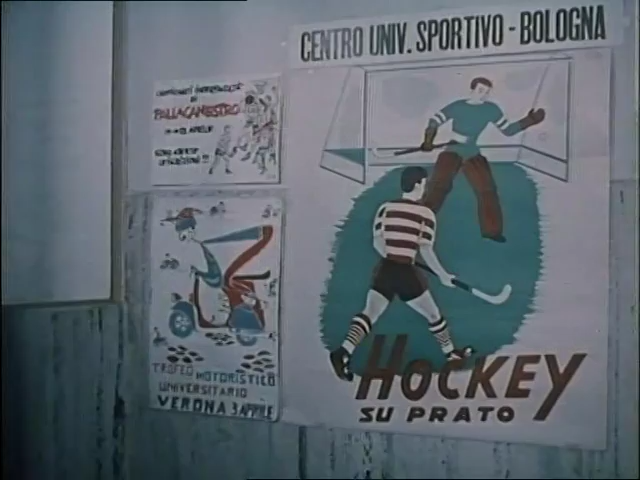 CENTRO UNIV. SPORTIVO - BOLOGNA
PALLACANESTRO
HOCKEY
SU PRATO
TROFEO MOTORISTICO
UNIVERSITARIO
VERONA 3 APRILE